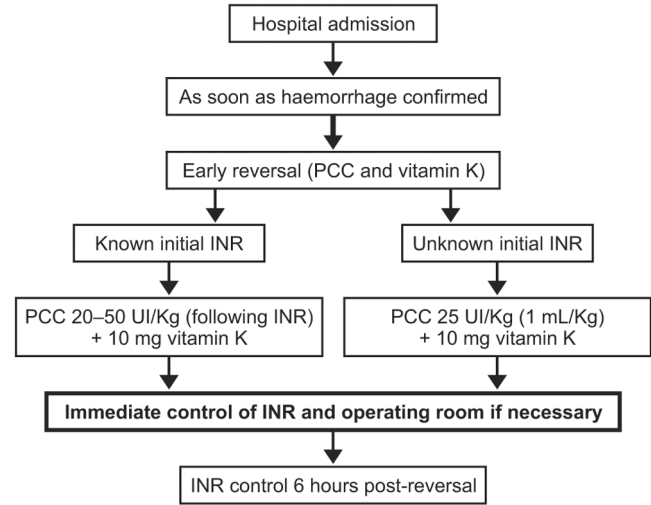 Hospital admission
As soon as haemorrhage confirmed
Early reversal (PCC and vitamin K)
Known initial INR
Unknown initial INR
PCC 20–50 UI/Kg (following INR)
+ 10 mg vitamin K
PCC 25 UI/Kg (1 mL/Kg)
+ 10 mg vitamin K
Immediate control of INR and operating room if necessary
INR control 6 hours post-reversal